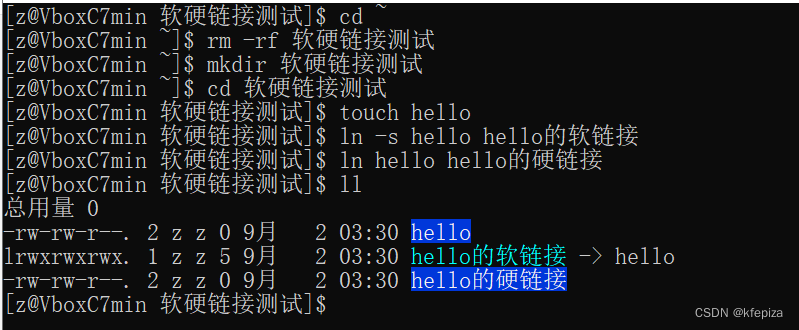 [z@VboxC7min 软硬链接测试]$ cd ~
[z@VboxC7min ~]$ rm -rf 软硬链接测试
[z@VboxC7min ~]$ mkdir 软硬链接测试
[z@VboxC7min ~]$ cd 软硬链接测试
[z@VboxC7min 软硬链接测试]$ touch hello
[z@VboxC7min 软硬链接测试]$ ln -s hello hello的软链接
[z@VboxC7min 软硬链接测试]$ ln hello hello的硬链接
[z@VboxC7min 软硬链接测试]$ ll
总用量 0
-rw-rw-r--. 2 z z 0 9月   2 03:30 hello
lrwxrwxrwx. 1 z z 5 9月   2 03:30 hello的软链接 -> hello
-rw-rw-r--. 2 z z 0 9月   2 03:30 hello的硬链接
[z@VboxC7min 软硬链接测试]$
CSDN @kfepiza